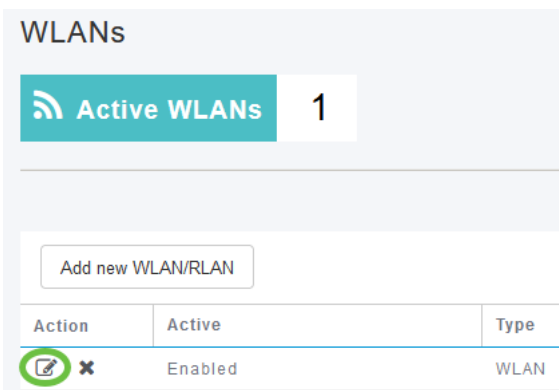 WLANs
Active WLANs 1
Add new WLAN/RLAN
Action Active Type
Enabled WLAN